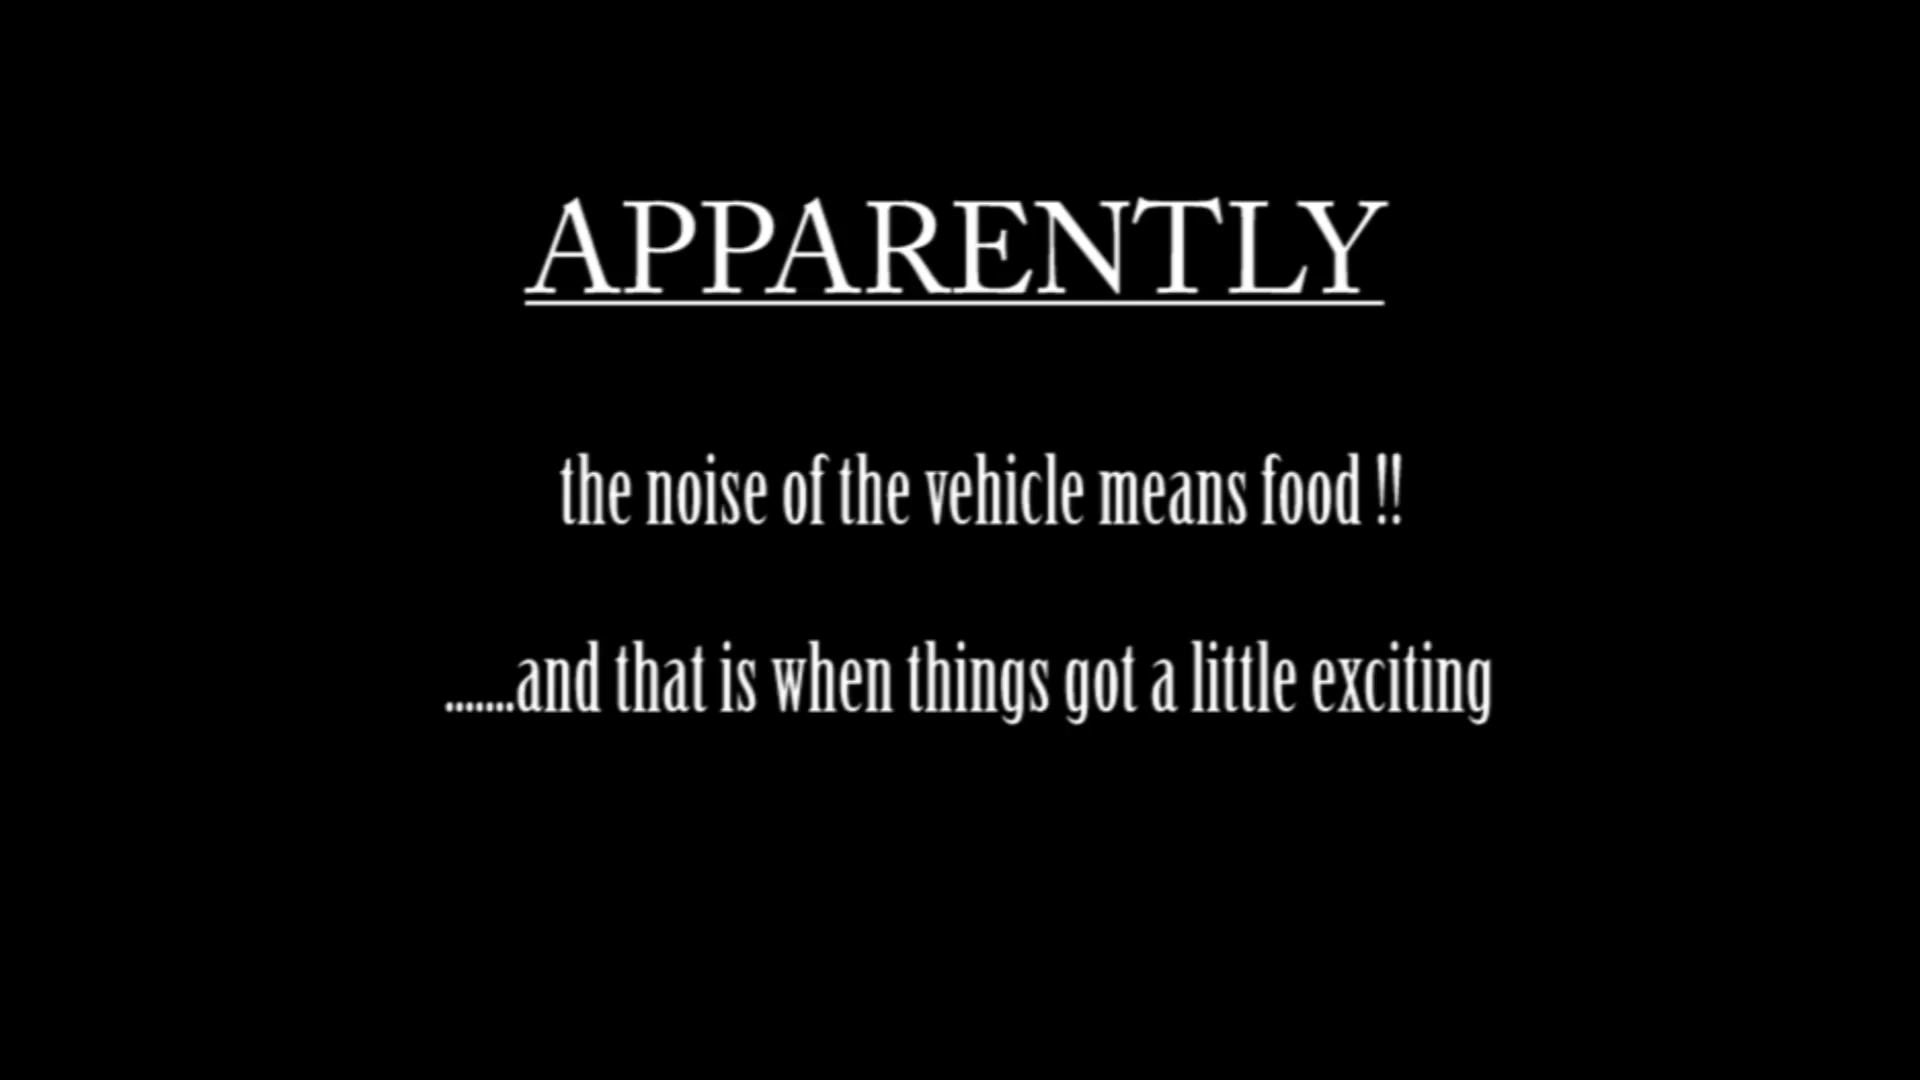 APPARENTLY
the noise of the vehicle means food !!
.......and that is when things got a little exciting